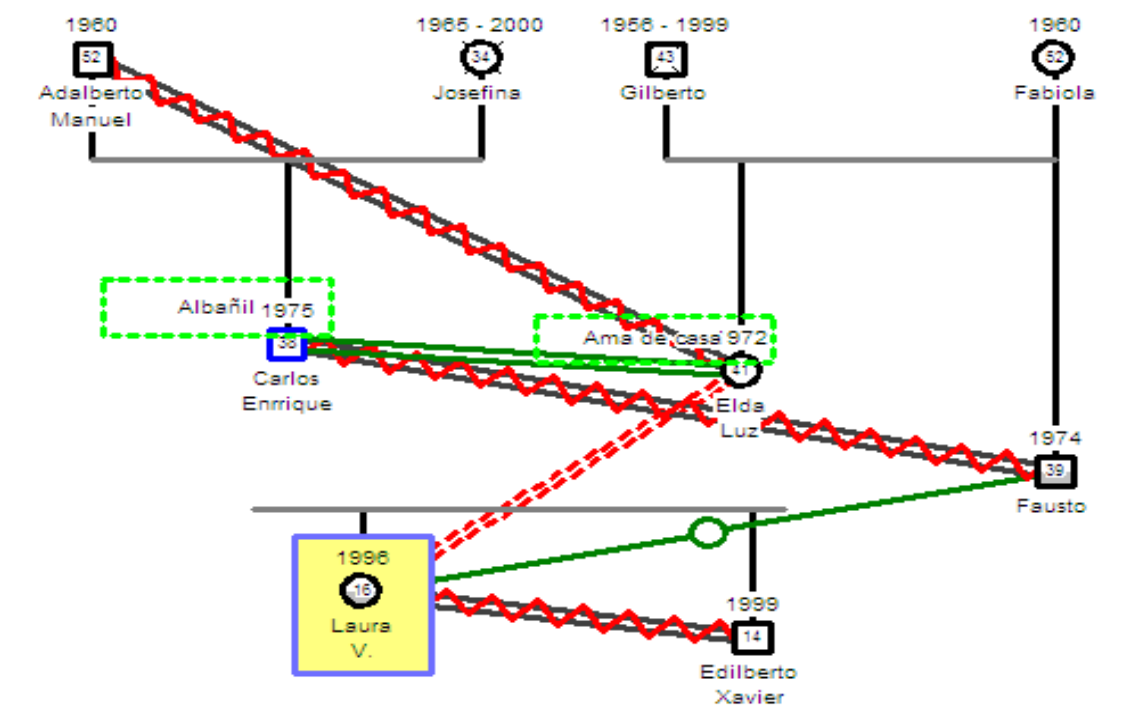 1960
1965 - 2000
1956 - 1999
1960
52
34
43
52
Adalberto
Manuel
Josefina
Gilberto
Fabiola
Albañil
1975
Ama de casa
972
38
41
Carlos
Enrrique
Elda
Luz
1974
39
Fausto
1996
16
Laura
V.
1999
14
Edilberto
Xavier